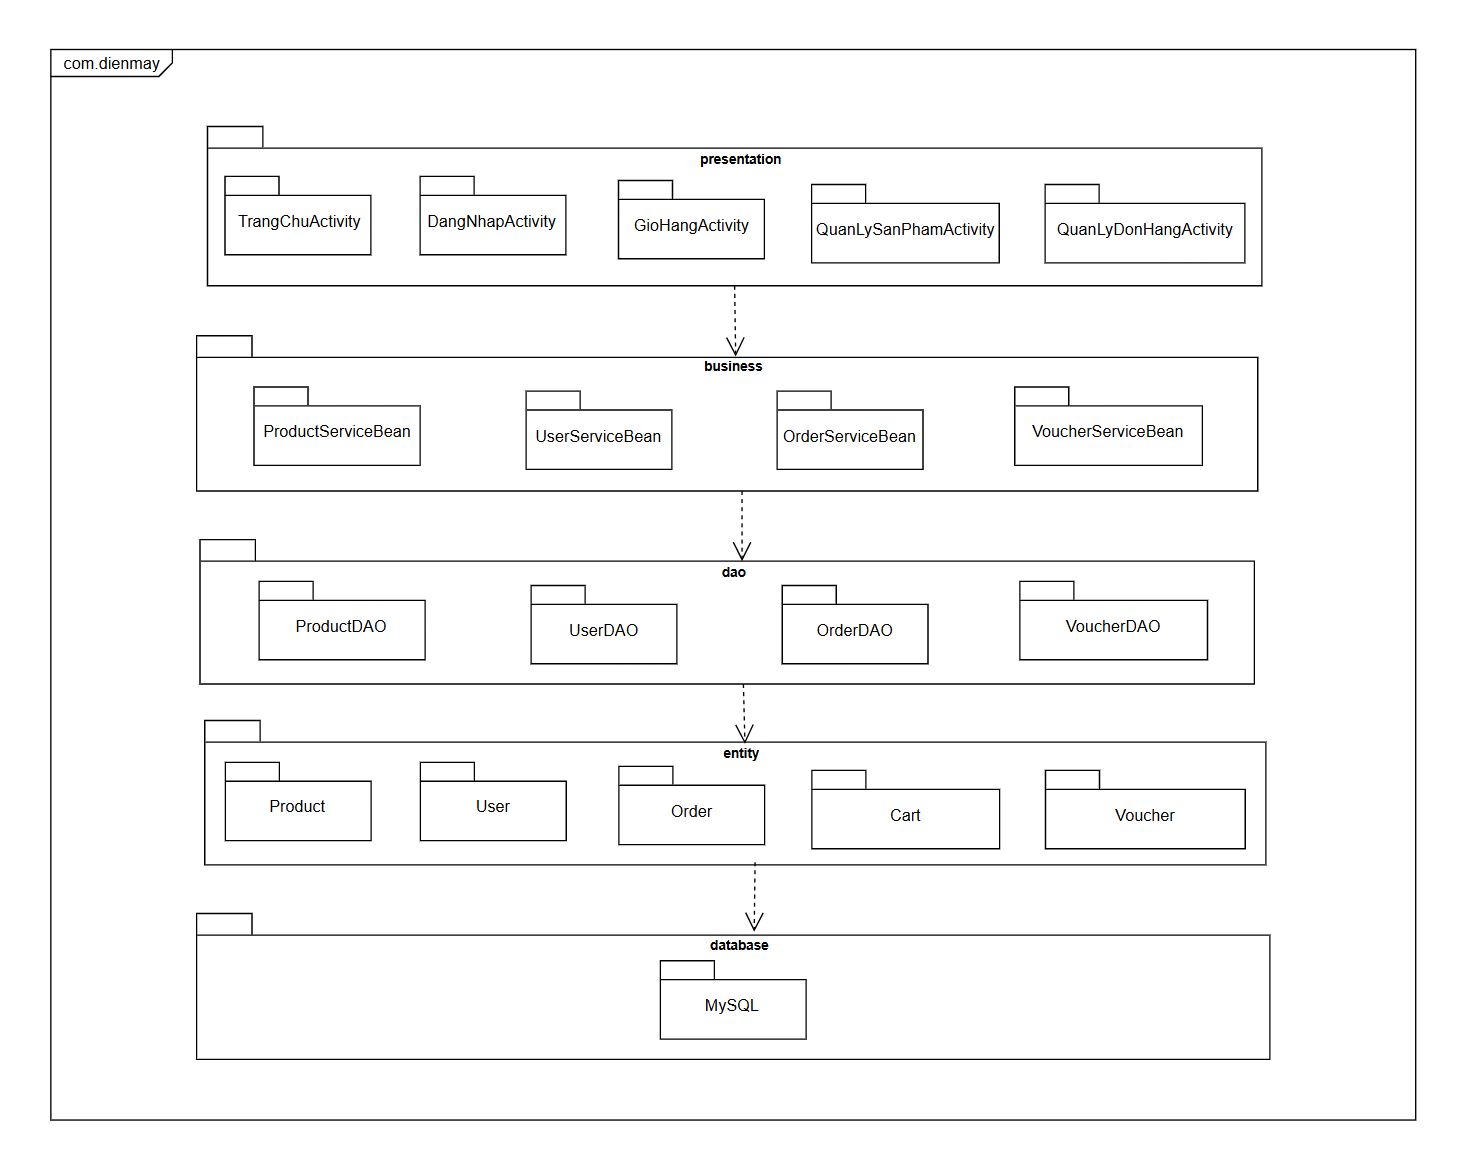 com.dienmay
presentation
TrangChuActivity
DangNhapActivity
GioHangActivity
QuanLySanPhamActivity
QuanLyDonHangActivity
business
ProductServiceBean
UserServiceBean
OrderServiceBean
VoucherServiceBean
dao
ProductDAO
UserDAO
OrderDAO
VoucherDAO
entity
Product
User
Order
Cart
Voucher
database
MySQL